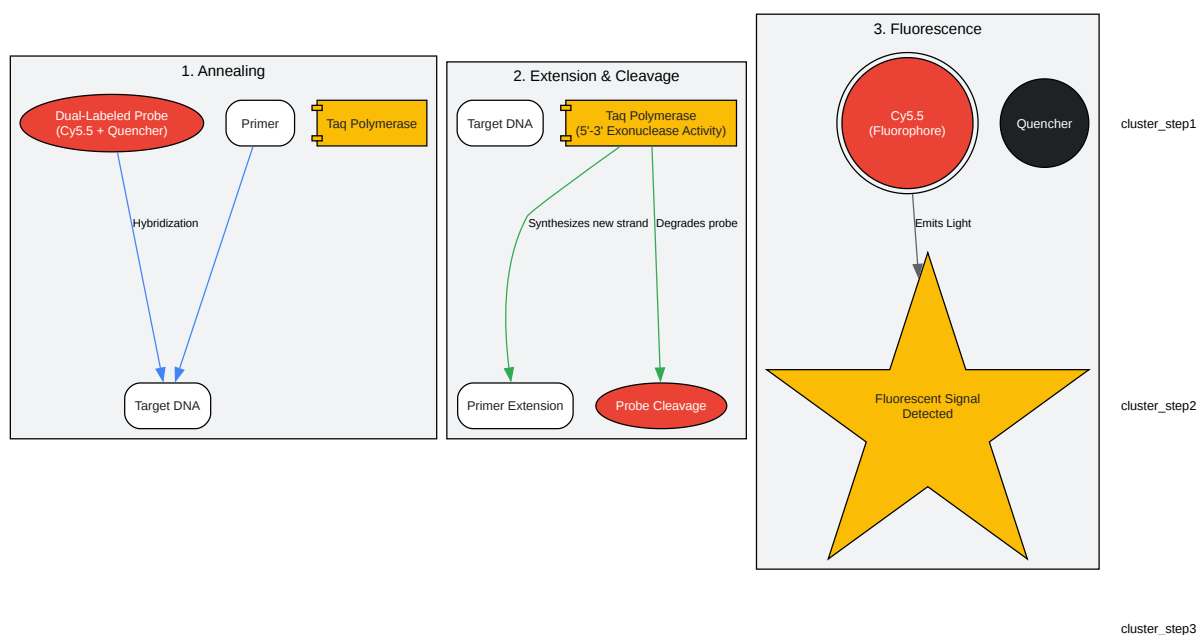 1. Annealing
Dual-Labeled Probe
(Cy5.5 + Quencher)
Primer
Taq Polymerase
Hybridization
Target DNA
2. Extension & Cleavage
Target DNA
Taq Polymerase
(5'-3' Exonuclease Activity)
Synthesizes new strand
Degrades probe
Primer Extension
Probe Cleavage
3. Fluorescence
Cy5.5
(Fluorophore)
Quencher
Emits Light
Fluorescent Signal
Detected
cluster_step1
cluster_step2
cluster_step3